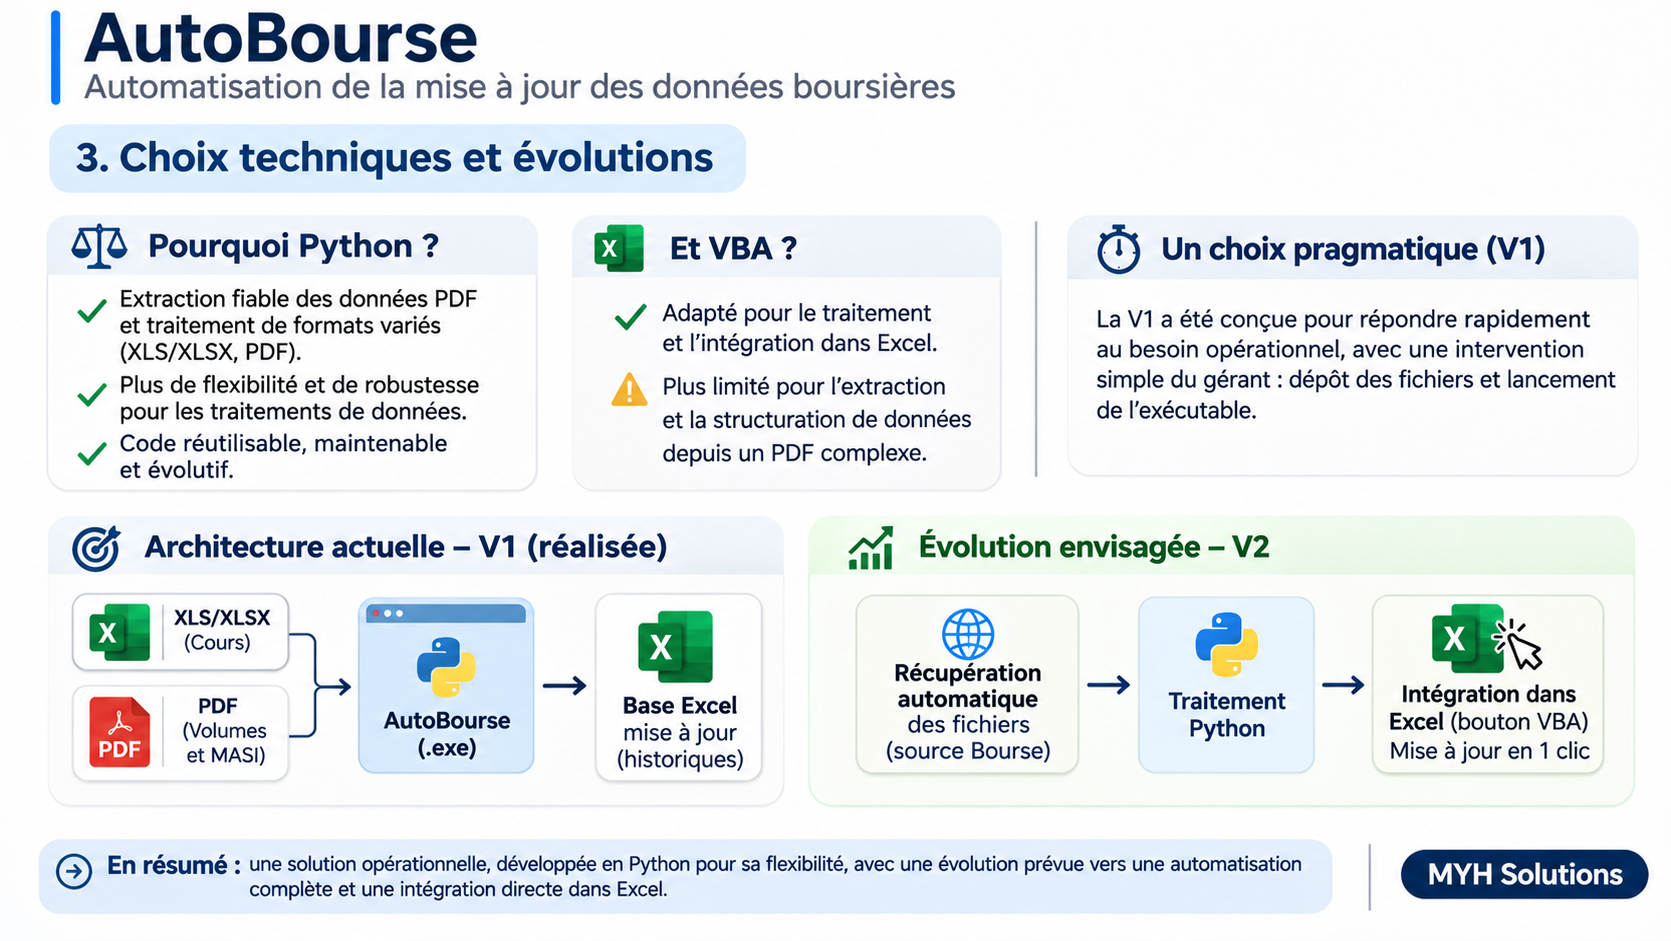 AutoBourse
Automatisation de la mise à jour des données boursières
3. Choix techniques et évolutions
Pourquoi Python ?
Extraction fiable des données PDF
et traitement de formats variés
(XLS/XLSX, PDF).
Plus de flexibilité et de robustesse
pour les traitements de données.
Code réutilisable, maintenable
et évolutif.
X
Et VBA ?
Adapté pour le traitement
et l'intégration dans Excel.
Plus limité pour l'extraction
et la structuration de données
depuis un PDF complexe.
Un choix pragmatique (V1)
La V1 a été conçue pour répondre rapidement
au besoin opérationnel, avec une intervention
simple du gérant : dépôt des fichiers et lancement
de l'exécutable.
Architecture actuelle – V1 (réalisée)
X
XLS/XLSX
(Cours)
PDF
PDF
(Volumes
et MASI)
AutoBourse
(.exe)
X
Base Excel
mise à jour
(historiques)
Évolution envisagée – V2
Récupération
automatique
des fichiers
(source Bourse)
Traitement
Python
X
Intégration dans
Excel (bouton VBA)
Mise à jour en 1 clic
En résumé : une solution opérationnelle, développée en Python pour sa flexibilité, avec une évolution prévue vers une automatisation
complète et une intégration directe dans Excel.
MYH Solutions